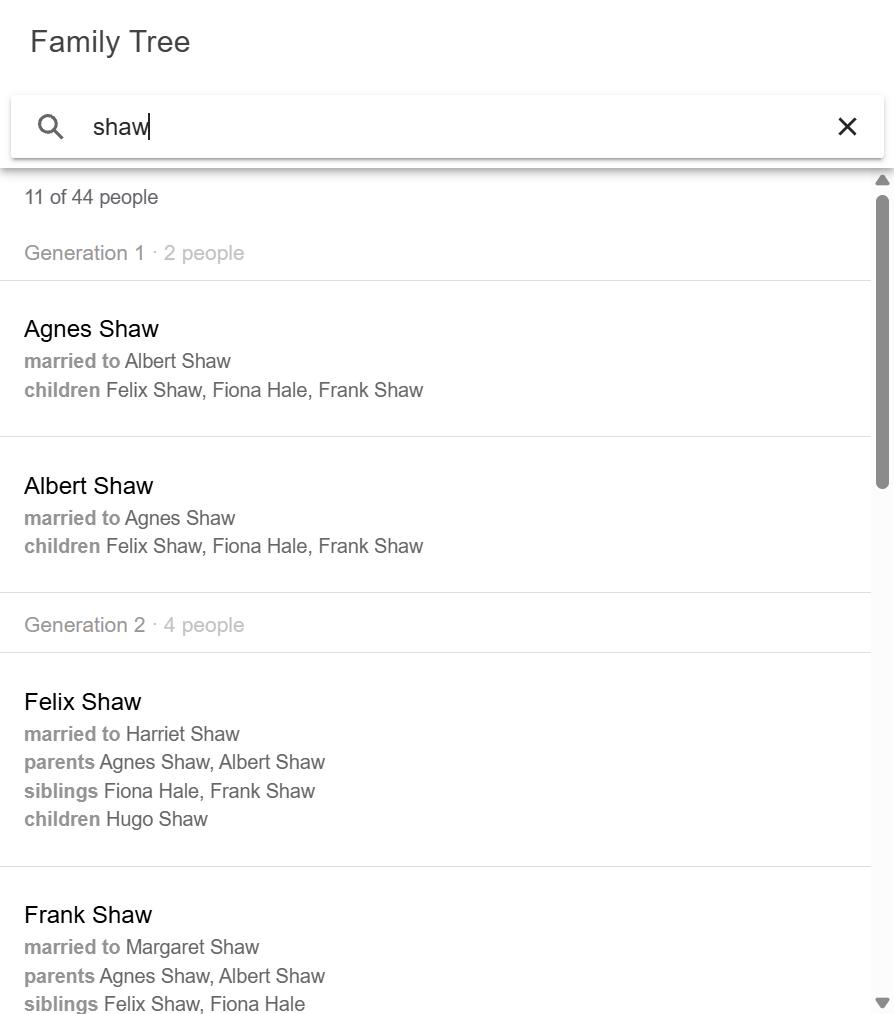 Family Tree
shaw
11 of 44 people
Generation 1 · 2 people
Agnes Shaw
married to Albert Shaw
children Felix Shaw, Fiona Hale, Frank Shaw
Albert Shaw
married to Agnes Shaw
children Felix Shaw, Fiona Hale, Frank Shaw
Generation 2 · 4 people
Felix Shaw
married to Harriet Shaw
parents Agnes Shaw, Albert Shaw
siblings Fiona Hale, Frank Shaw
children Hugo Shaw
Frank Shaw
married to Margaret Shaw
parents Agnes Shaw, Albert Shaw
siblings Felix Shaw, Fiona Hale